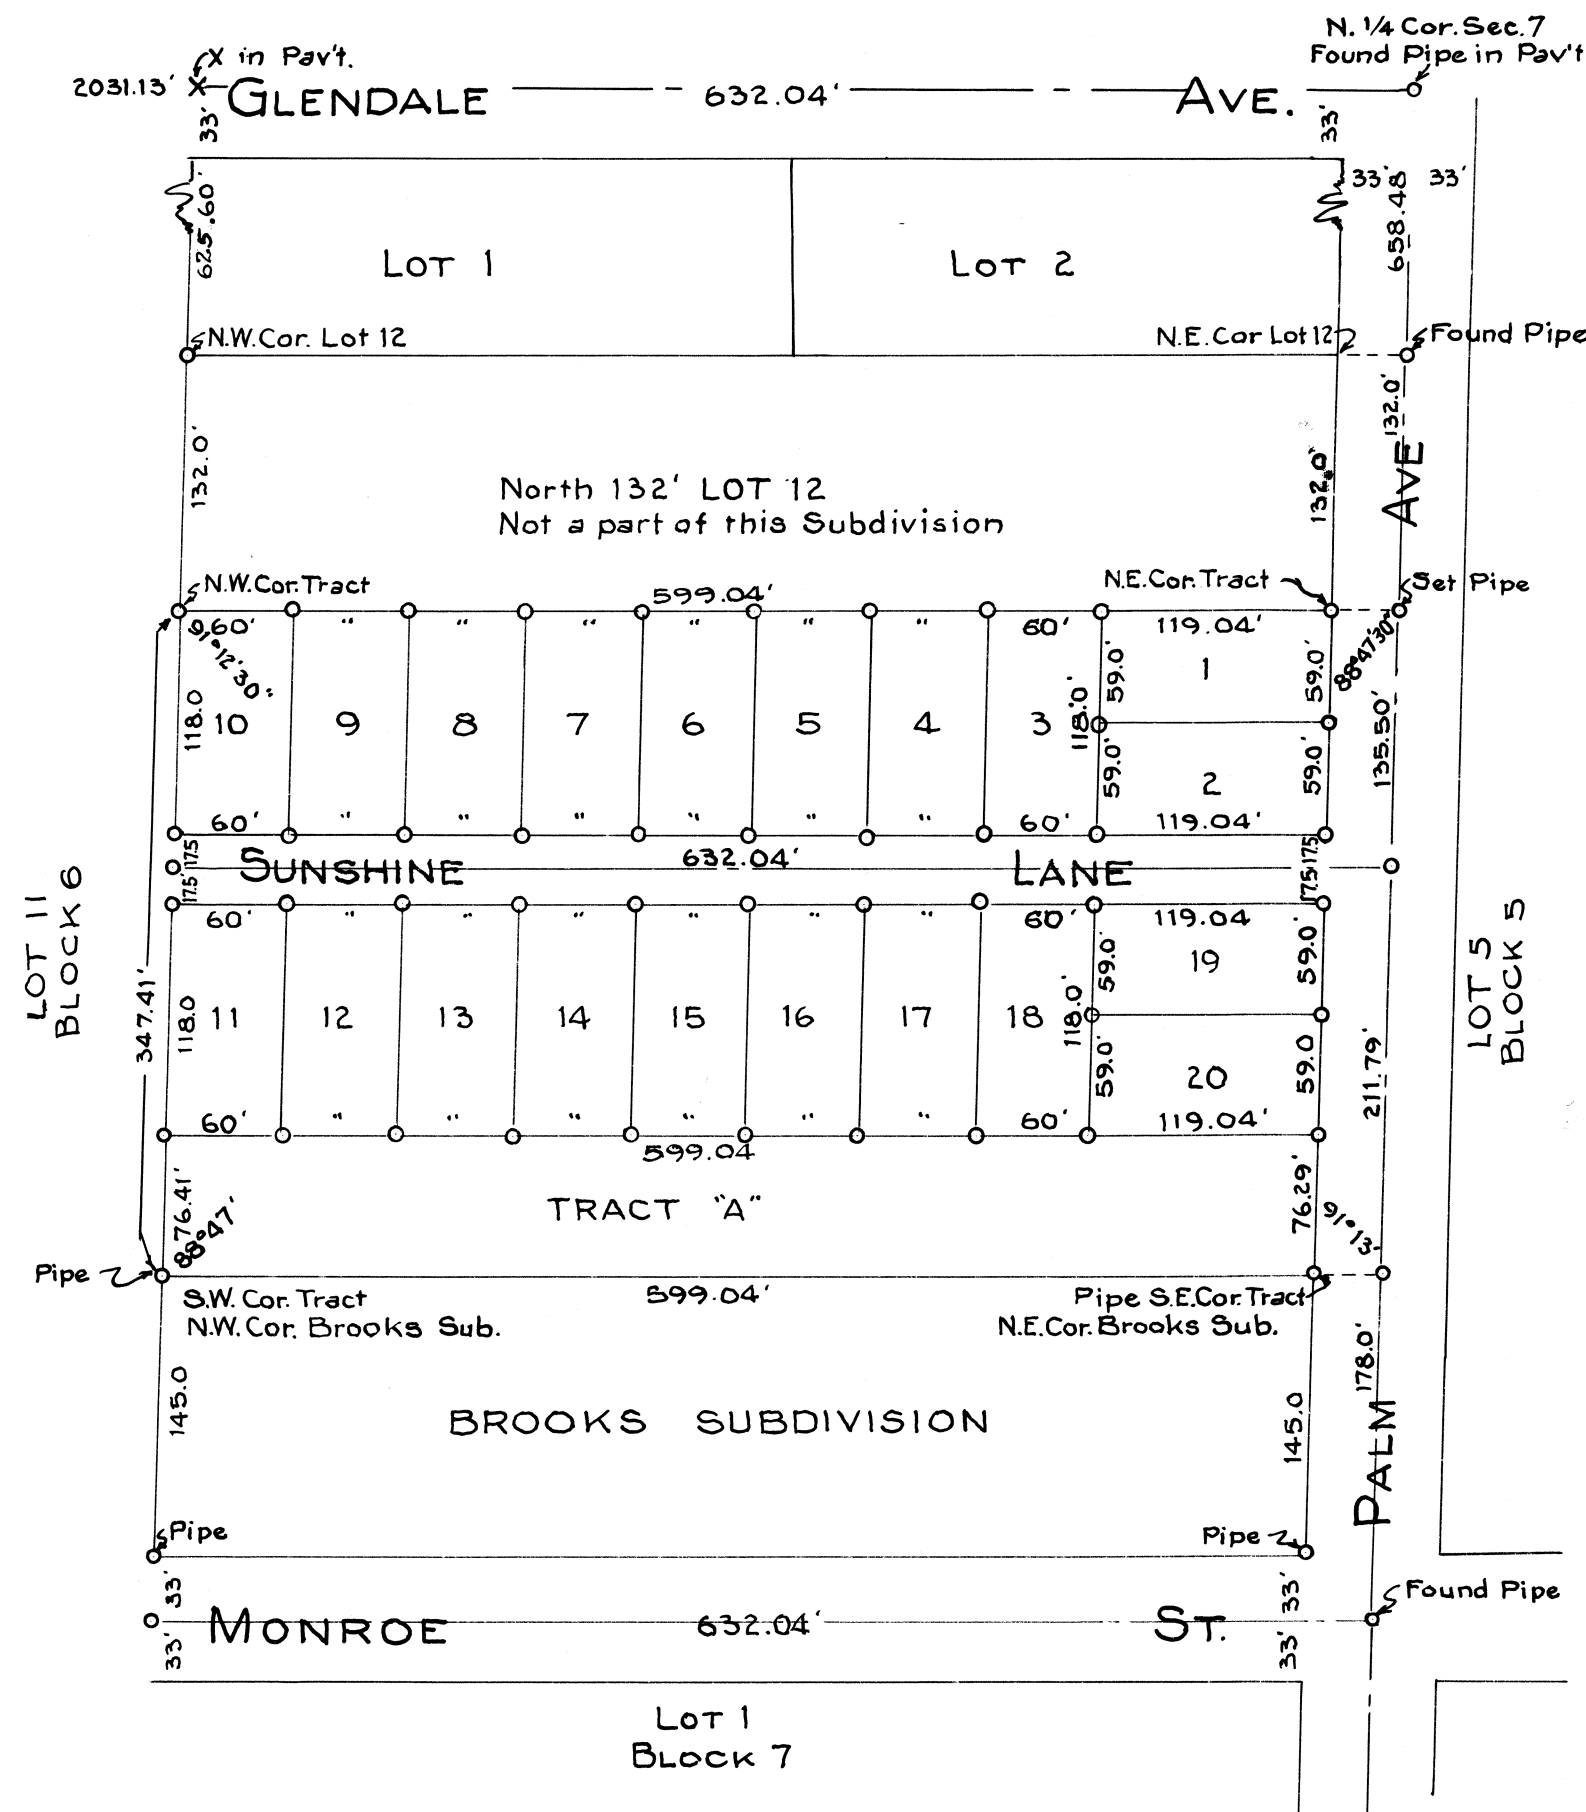 N. 1/4 Cor. Sec. 7
Found Pipe in Pav't
X in Pav't.
2031.13'
GLENDALE
632.04'
AVE.
33'
33'
33'
33'
625.60'
658.48
LOT 1
LOT 2
N.W. Cor. Lot 12
N.E. Cor Lot 12
Found Pipe
132.0'
132.0'
132.0'
North 132' LOT 12
Not a part of this Subdivision
AVE
N.W. Cor. Tract
599.04'
N.E. Cor. Tract
Set Pipe
60' " " " " " " 60' 119.04'
91°12'30"
88°47'30"
118.0
10 9 8 7 6 5 4 3
118.0'
59.0'
1
59.0'
59.0'
2
59.0'
135.50'
60' " " " " " " 60' 119.04'
17.5
17.5'
SUNSHINE
632.04'
LANE
17.5
17.5'
60' " " " " " " 60' 119.04
LOT 11
BLOCK 6
347.41'
118.0
11 12 13 14 15 16 17 18
118.0'
59.0'
19
59.0'
59.0'
20
59.0
211.79'
LOT 5
BLOCK 5
60' " " " " " " 60' 119.04'
599.04
76.41'
TRACT "A"
76.29'
88°47'
91°13'
Pipe
599.04'
S.W. Cor. Tract
N.W. Cor. Brooks Sub.
Pipe S.E. Cor. Tract
N.E. Cor. Brooks Sub.
145.0
BROOKS SUBDIVISION
145.0
178.0'
PALM
Pipe
Pipe
33'
33'
MONROE
632.04'
ST.
33'
33'
Found Pipe
LOT 1
BLOCK 7